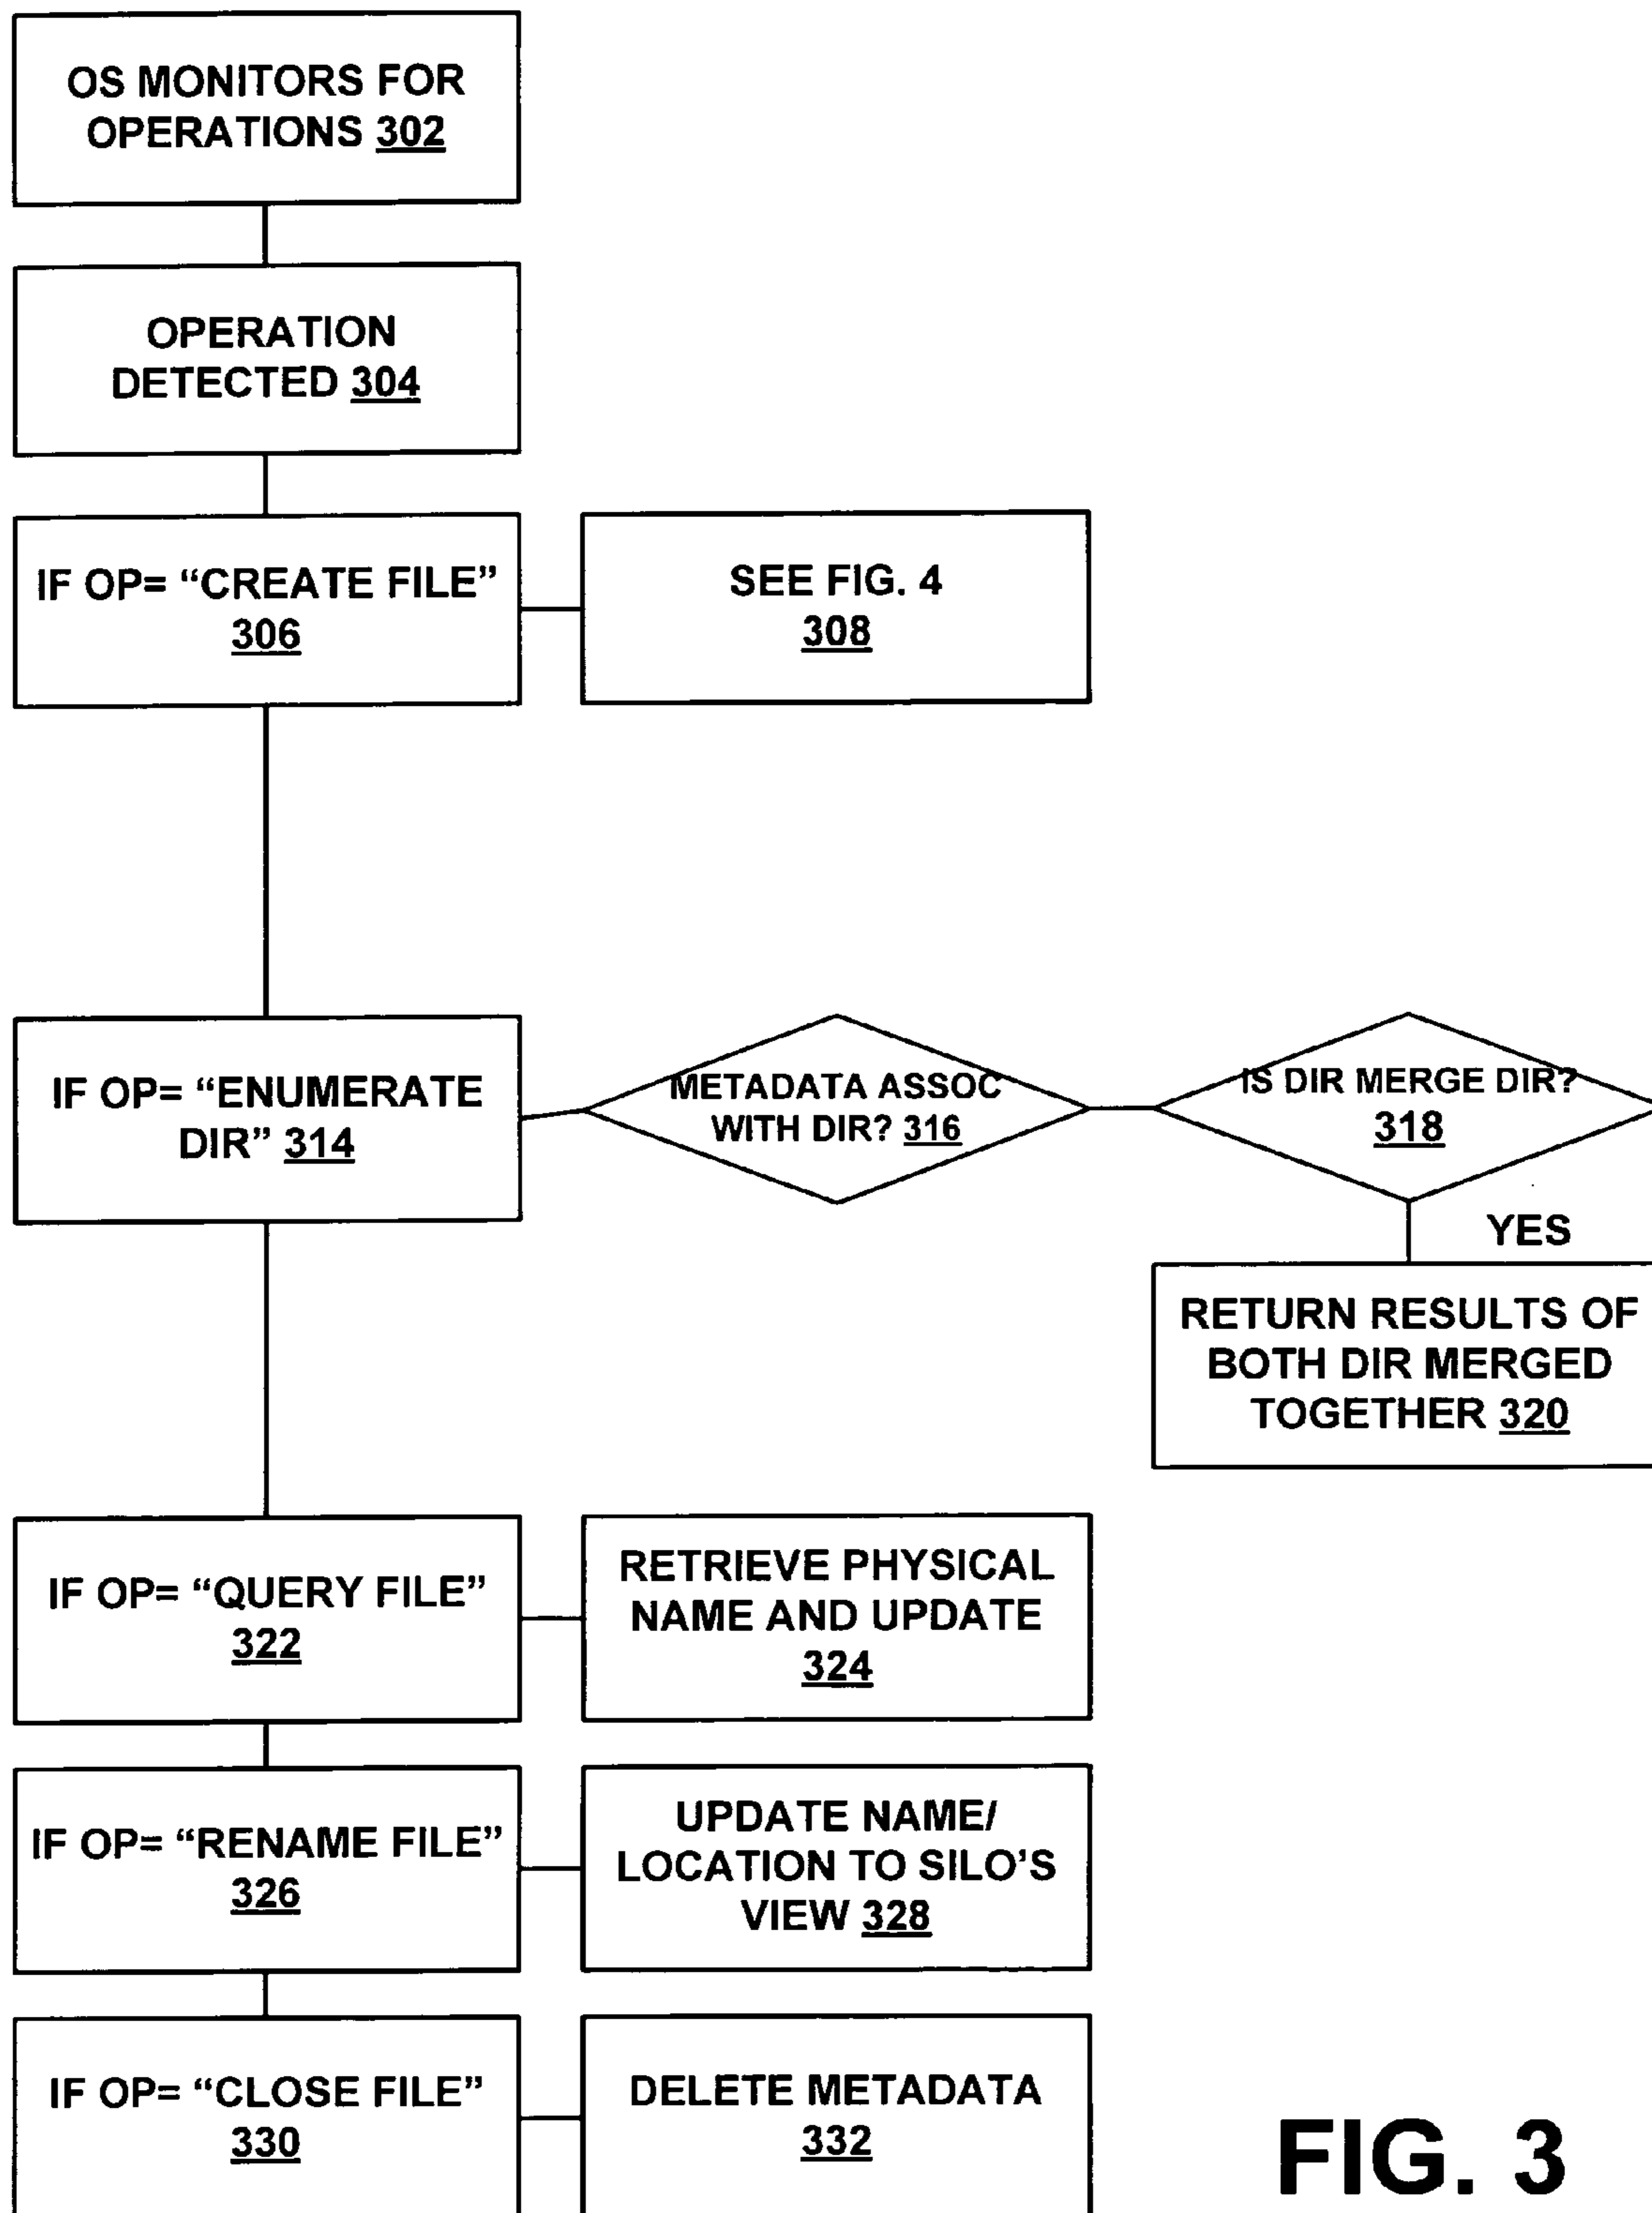 OS MONITORS FOR
OPERATIONS 302
OPERATION
DETECTED 304
IF OP= “CREATE FILE”
306
SEE FIG. 4
308
IF OP= “ENUMERATE
DIR” 314
METADATA ASSOC
WITH DIR? 316
IS DIR MERGE DIR?
318
YES
RETURN RESULTS OF
BOTH DIR MERGED
TOGETHER 320
IF OP= “QUERY FILE”
322
RETRIEVE PHYSICAL
NAME AND UPDATE
324
IF OP= “RENAME FILE”
326
UPDATE NAME/
LOCATION TO SILO’S
VIEW 328
IF OP= “CLOSE FILE”
330
DELETE METADATA
332
FIG. 3